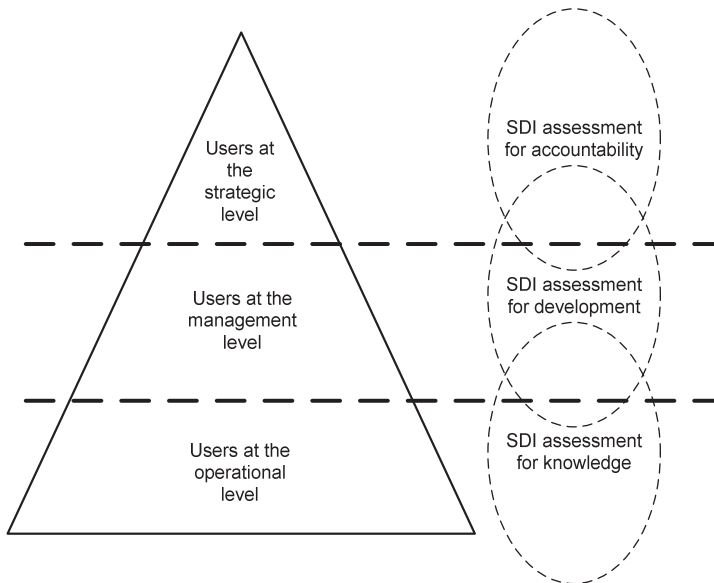 Users at
the
strategic
level
SDI assessment
for accountability
Users at the
management
level
SDI assessment
for development
Users at the
operational
level
SDI assessment
for knowledge